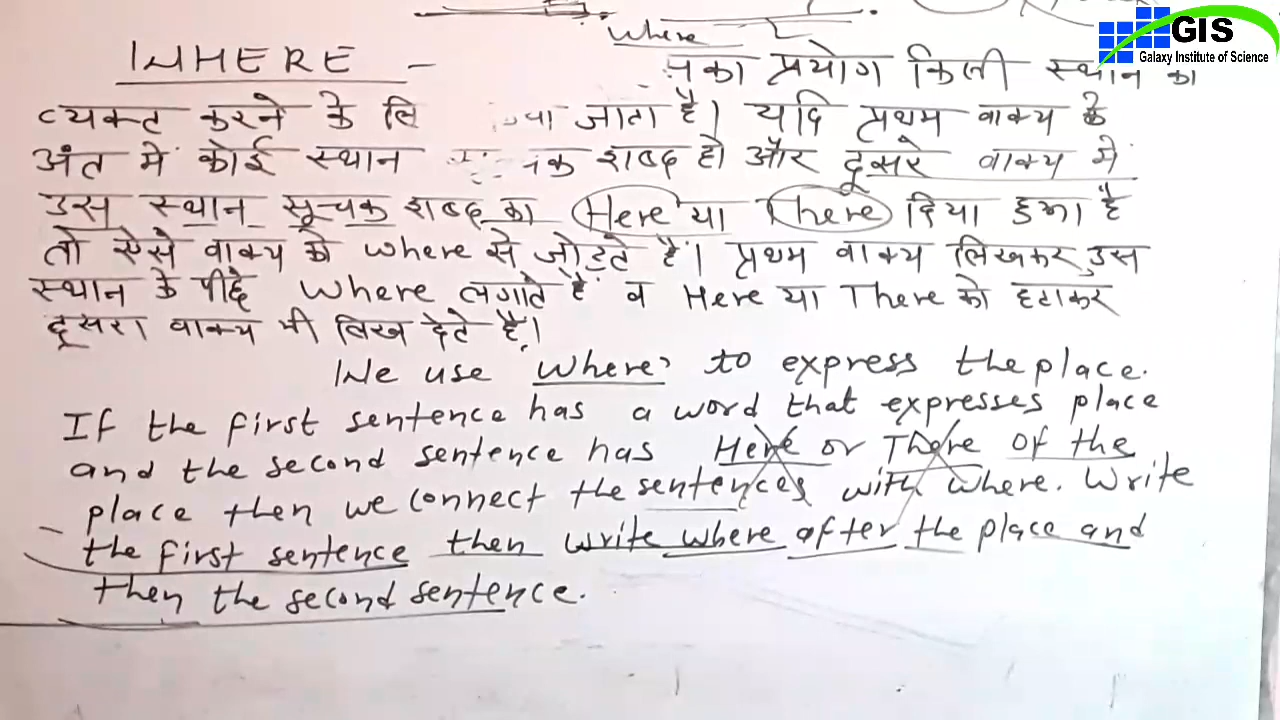 GIS
Galaxy Institute of Science
Where
WHERE - का प्रयोग किसी स्थान को
व्यक्त करने के लि जाता है। यदि प्रथम वाक्य के
अंत में कोई स्थान शब्द हो और दूसरे वाक्य में
उस स्थान सूचक शब्द का Here या There दिया हुआ है
तो ऐसे वाक्य को where से जोड़ते हैं। प्रथम वाक्य लिखकर उस
स्थान के पीछे Where लगाते हैं व Here या There को हटाकर
दूसरा वाक्य भी लिख देते है।
We use where to express the place.
If the first sentence has a word that expresses place
and the second sentence has Here or There of the
place then we connect the sentences with where. Write
the first sentence then write where after the place and
then the second sentence.